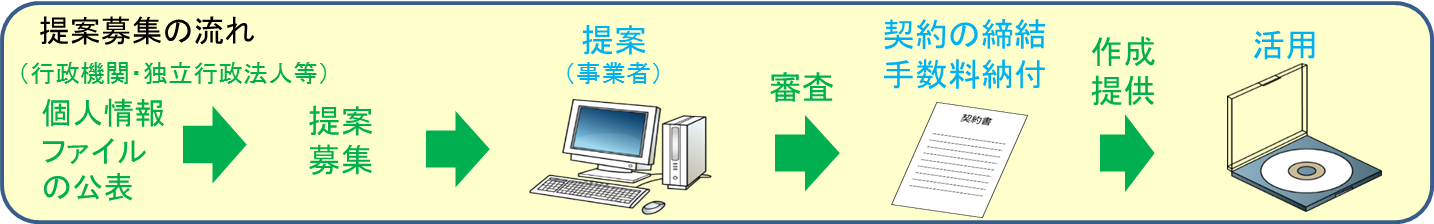 提案募集の流れ
（行政機関・独立行政法人等）
個人情報
ファイル
の公表
提案
募集
提案
（事業者）
審査
契約の締結
手数料納付
契約書
作成
提供
活用